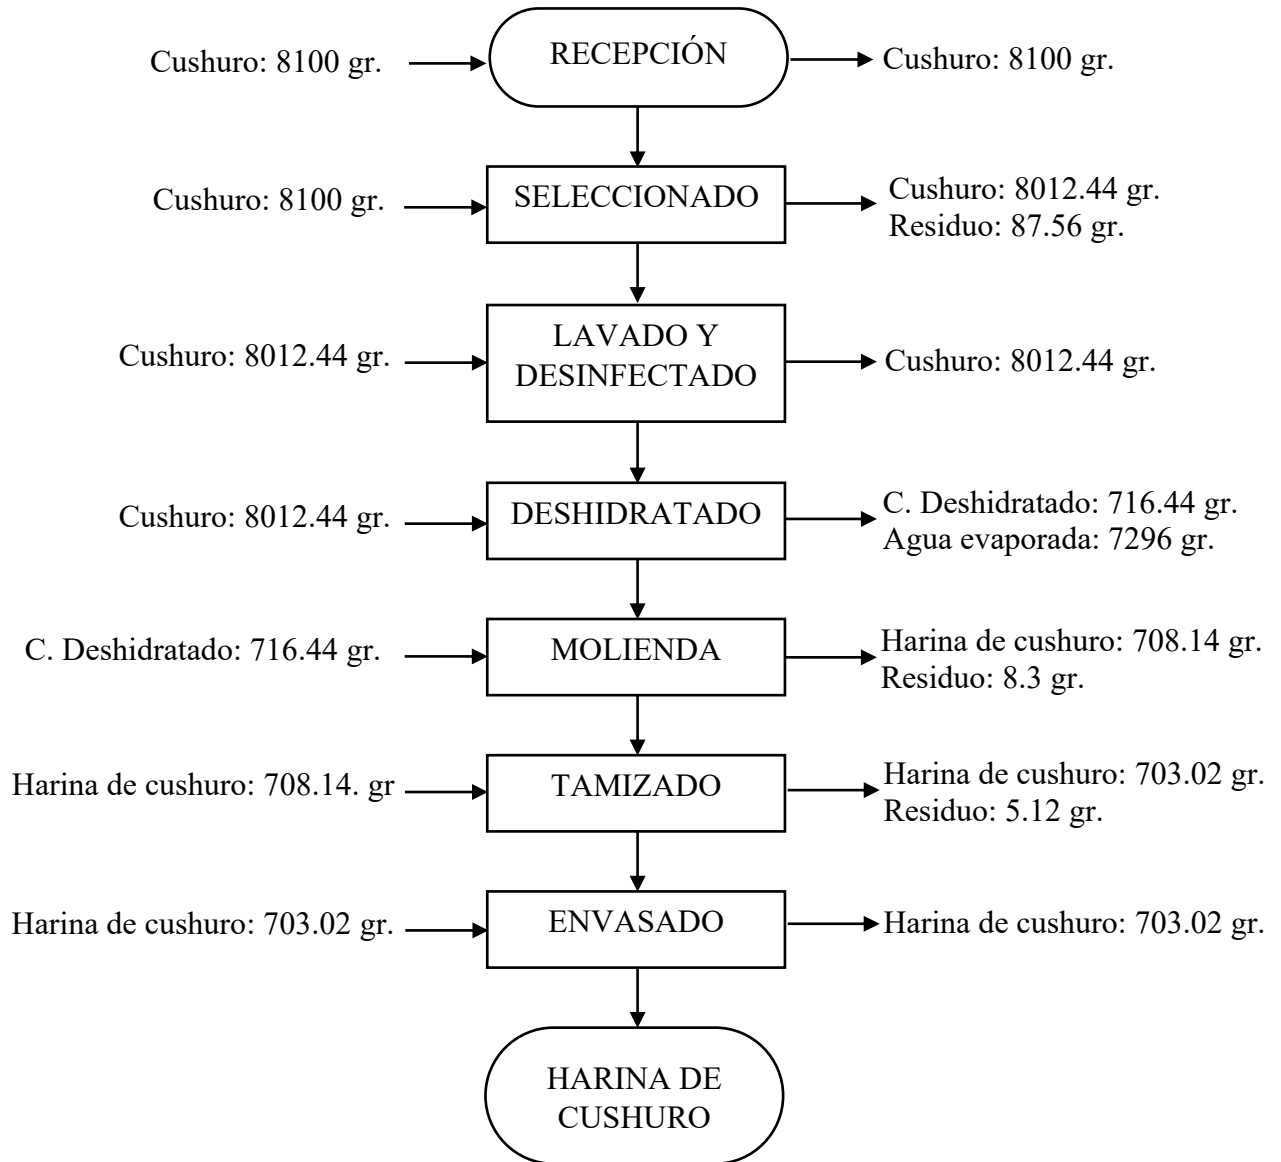 Cushuro: 8100 gr.
RECEPCIÓN
Cushuro: 8100 gr.
Cushuro: 8100 gr.
SELECCIONADO
Cushuro: 8012.44 gr.
Residuo: 87.56 gr.
Cushuro: 8012.44 gr.
LAVADO Y
DESINFECTADO
Cushuro: 8012.44 gr.
Cushuro: 8012.44 gr.
DESHIDRATADO
C. Deshidratado: 716.44 gr.
Agua evaporada: 7296 gr.
C. Deshidratado: 716.44 gr.
MOLIENDA
Harina de cushuro: 708.14 gr.
Residuo: 8.3 gr.
Harina de cushuro: 708.14. gr
TAMIZADO
Harina de cushuro: 703.02 gr.
Residuo: 5.12 gr.
Harina de cushuro: 703.02 gr.
ENVASADO
Harina de cushuro: 703.02 gr.
HARINA DE
CUSHURO